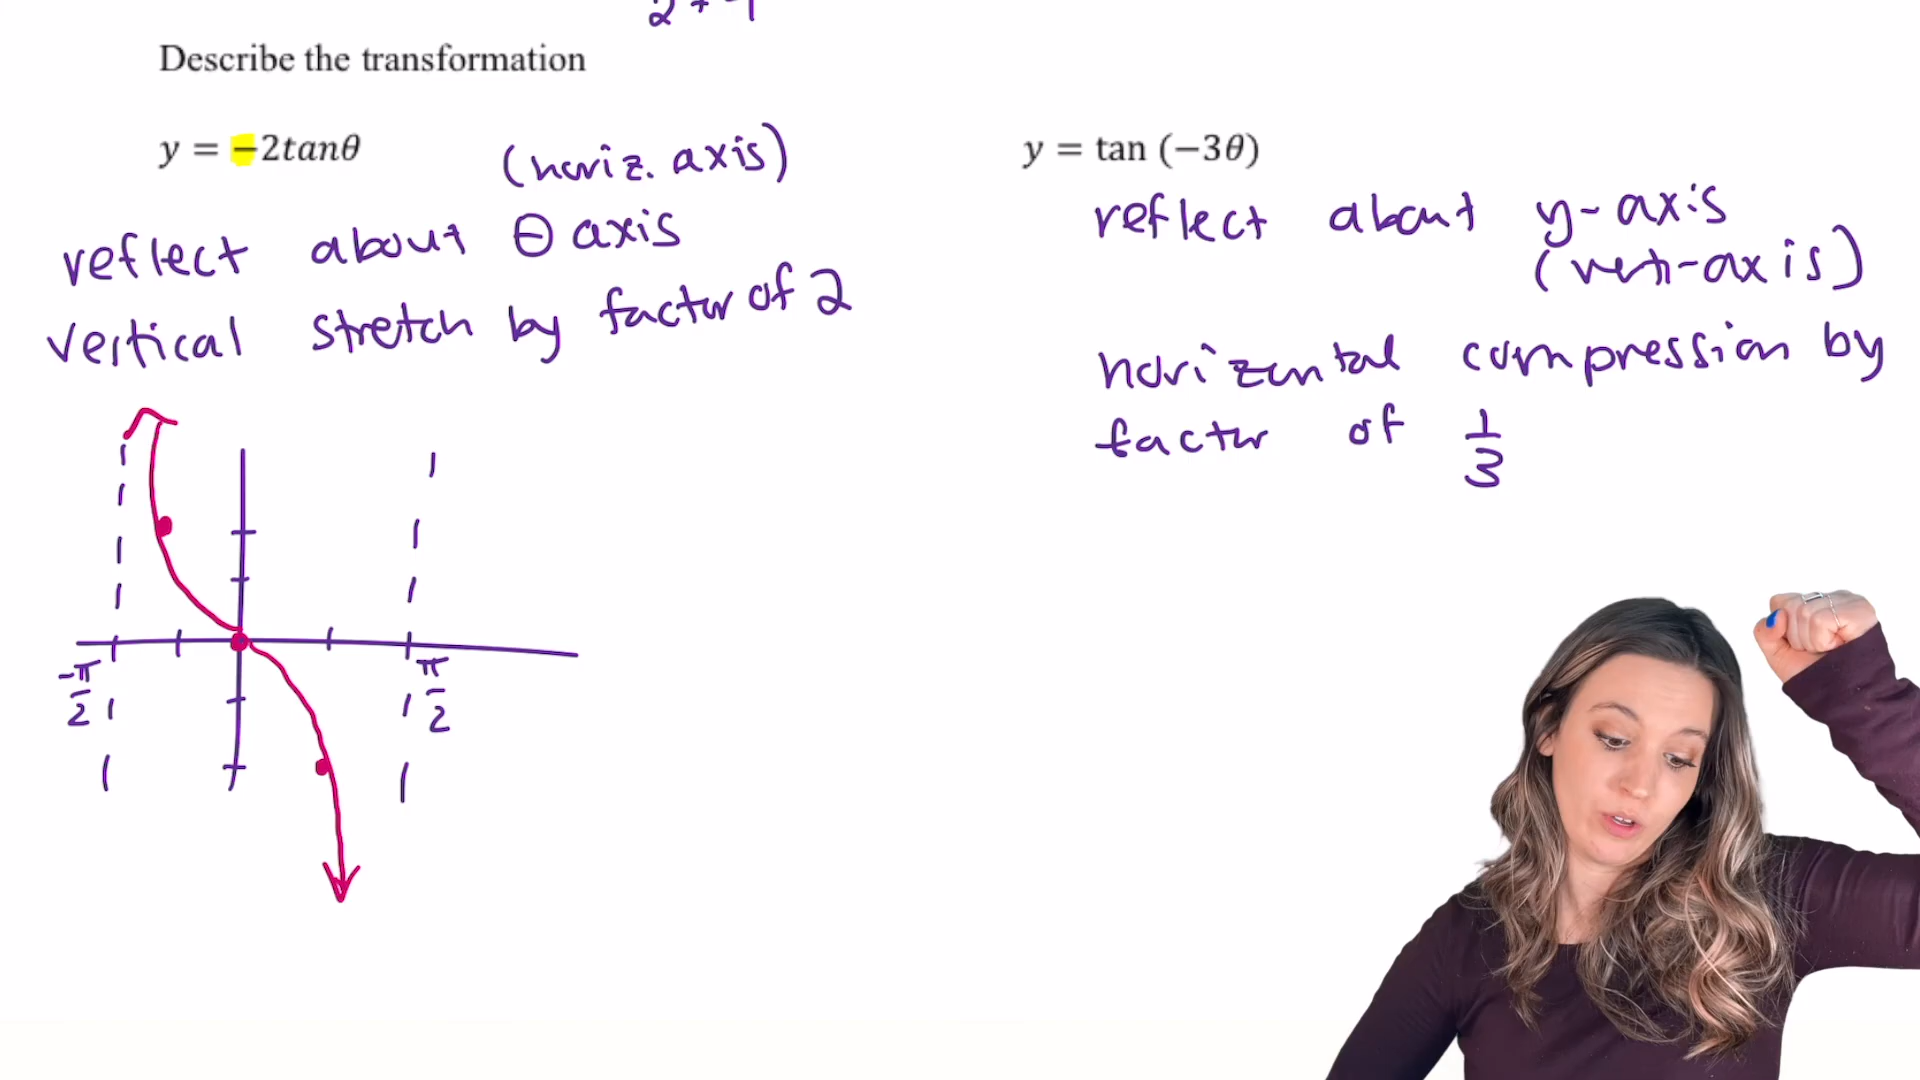 Describe the transformation
y = −2tanθ
(horiz. axis)
reflect about θ axis
vertical stretch by factor of 2
-π/2
π/2
y = tan (−3θ)
reflect about y-axis
(vert-axis)
horizontal compression by
factor of 1/3